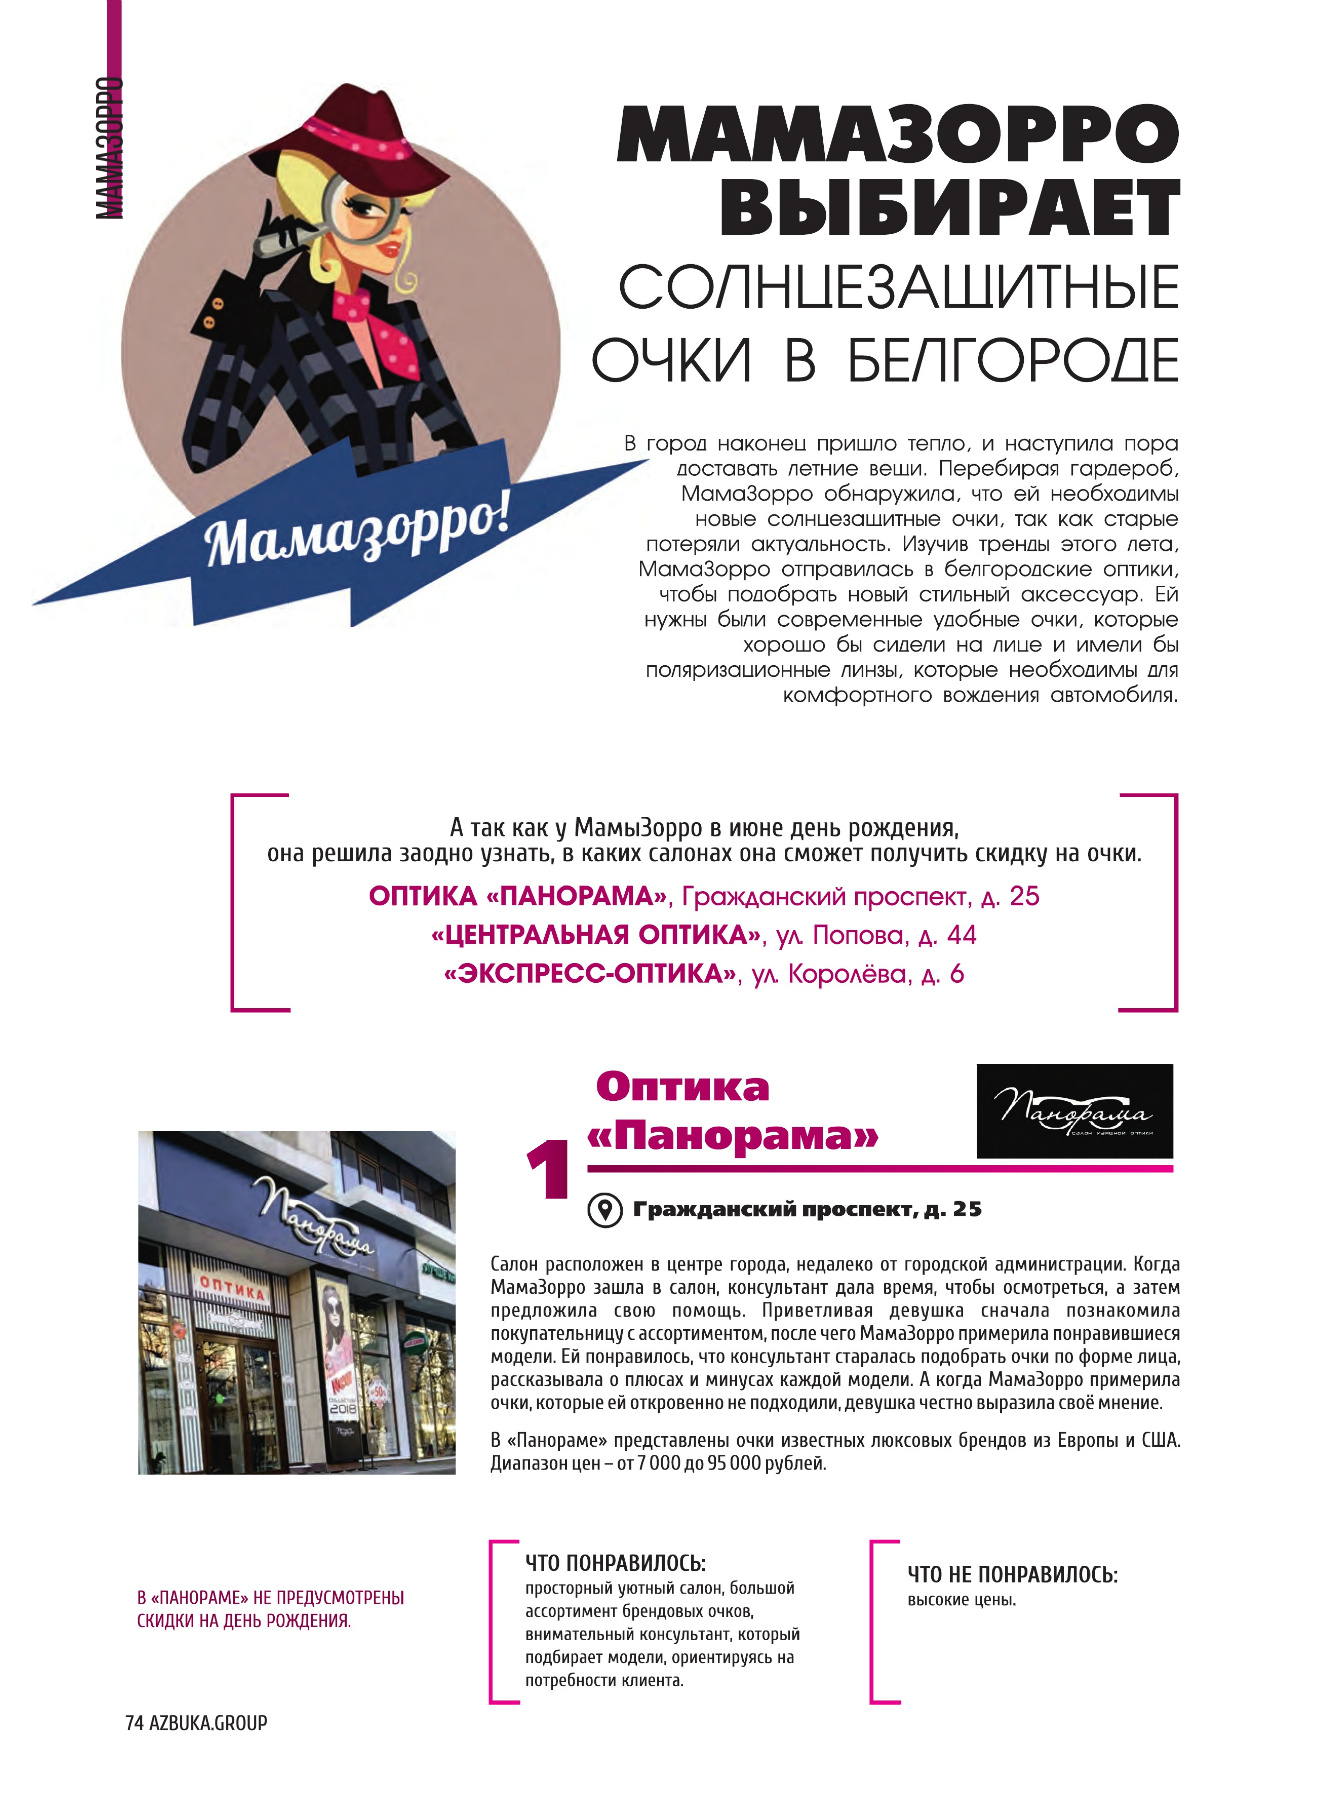 МАМАЗОРРО
МАМАЗОРРО
ВЫБИРАЕТ
СОЛНЦЕЗАЩИТНЫЕ
ОЧКИ В БЕЛГОРОДЕ
Мамазорро!
В город наконец пришло тепло, и наступила пора
доставать летние вещи. Перебирая гардероб,
МамаЗорро обнаружила, что ей необходимы
новые солнцезащитные очки, так как старые
потеряли актуальность. Изучив тренды этого лета,
МамаЗорро отправилась в белгородские оптики,
чтобы подобрать новый стильный аксессуар. Ей
нужны были современные удобные очки, которые
хорошо бы сидели на лице и имели бы
поляризационные линзы, которые необходимы для
комфортного вождения автомобиля.
А так как у МамыЗорро в июне день рождения,
она решила заодно узнать, в каких салонах она сможет получить скидку на очки.
ОПТИКА «ПАНОРАМА», Гражданский проспект, д. 25
«ЦЕНТРАЛЬНАЯ ОПТИКА», ул. Попова, д. 44
«ЭКСПРЕСС-ОПТИКА», ул. Королёва, д. 6
1
Оптика
«Панорама»
Панорама
салон изящной оптики
Гражданский проспект, д. 25
Панорама
ОПТИКА
2018
Салон расположен в центре города, недалеко от городской администрации. Когда
МамаЗорро зашла в салон, консультант дала время, чтобы осмотреться, а затем
предложила свою помощь. Приветливая девушка сначала познакомила
покупательницу с ассортиментом, после чего МамаЗорро примерила понравившиеся
модели. Ей понравилось, что консультант старалась подобрать очки по форме лица,
рассказывала о плюсах и минусах каждой модели. А когда МамаЗорро примерила
очки, которые ей откровенно не подходили, девушка честно выразила своё мнение.
В «Панораме» представлены очки известных люксовых брендов из Европы и США.
Диапазон цен – от 7 000 до 95 000 рублей.
В «ПАНОРАМЕ» НЕ ПРЕДУСМОТРЕНЫ
СКИДКИ НА ДЕНЬ РОЖДЕНИЯ.
ЧТО ПОНРАВИЛОСЬ:
просторный уютный салон, большой
ассортимент брендовых очков,
внимательный консультант, который
подбирает модели, ориентируясь на
потребности клиента.
ЧТО НЕ ПОНРАВИЛОСЬ:
высокие цены.
74 AZBUKA.GROUP